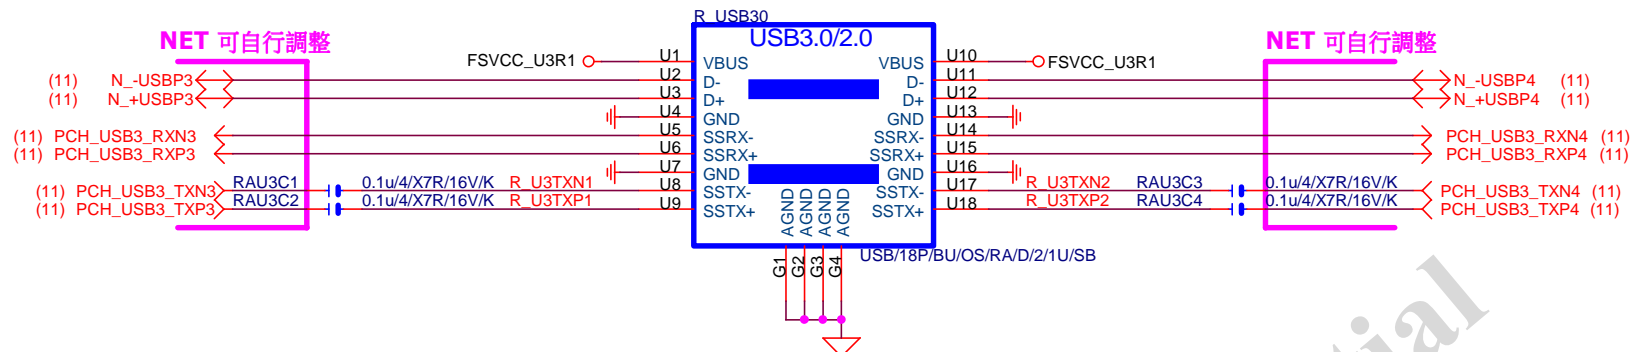 R_USB30
NET 可自行調整
USB3.0/2.0
NET 可自行調整
FSVCC_U3R1 U1 VBUS VBUS U10 FSVCC_U3R1
(11) N_-USBP3 U2 D- D- U11 N_-USBP4 (11)
(11) N_+USBP3 U3 D+ D+ U12 N_+USBP4 (11)
U4 GND GND U13
(11) PCH_USB3_RXN3 U5 SSRX- SSRX- U14 PCH_USB3_RXN4 (11)
(11) PCH_USB3_RXP3 U6 SSRX+ SSRX+ U15 PCH_USB3_RXP4 (11)
U7 GND GND U16
(11) PCH_USB3_TXN3 RAU3C1 0.1u/4/X7R/16V/K R_U3TXN1 U8 SSTX- SSTX- U17 R_U3TXN2 RAU3C3 0.1u/4/X7R/16V/K PCH_USB3_TXN4 (11)
(11) PCH_USB3_TXP3 RAU3C2 0.1u/4/X7R/16V/K R_U3TXP1 U9 SSTX+ SSTX+ U18 R_U3TXP2 RAU3C4 0.1u/4/X7R/16V/K PCH_USB3_TXP4 (11)
AGND AGND AGND AGND
USB/18P/BU/OS/RA/D/2/1U/SB
G1 G2 G3 G4
tial